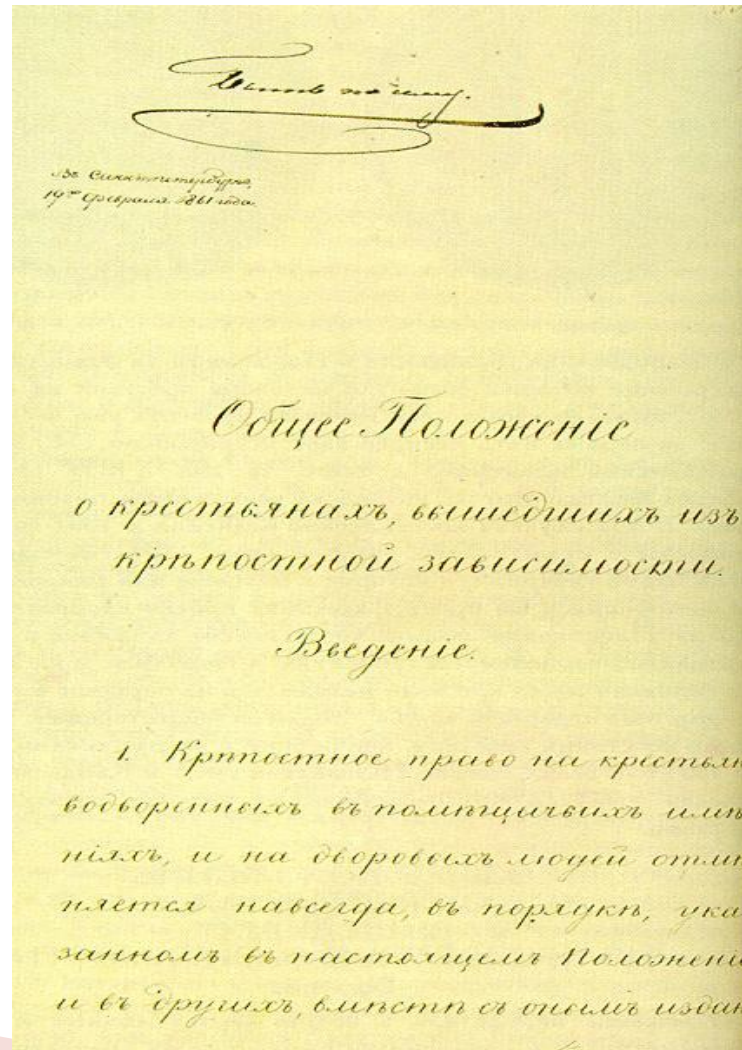 Быть по сему.
Въ Санктпетербургѣ,
19го Февраля 1861 года.
Общее Положеніе
о крестьянахъ, вышедшихъ изъ
крѣпостной зависимости.
Введеніе.
1. Крѣпостное право на крестьян
водворенныхъ въ помѣщичьихъ имѣ
ніяхъ, и на дворовыхъ людей отмѣ
няется навсегда, въ порядкѣ, ука
занномъ въ настоящемъ Положеніи
и въ другихъ, вмѣстѣ съ онымъ издан